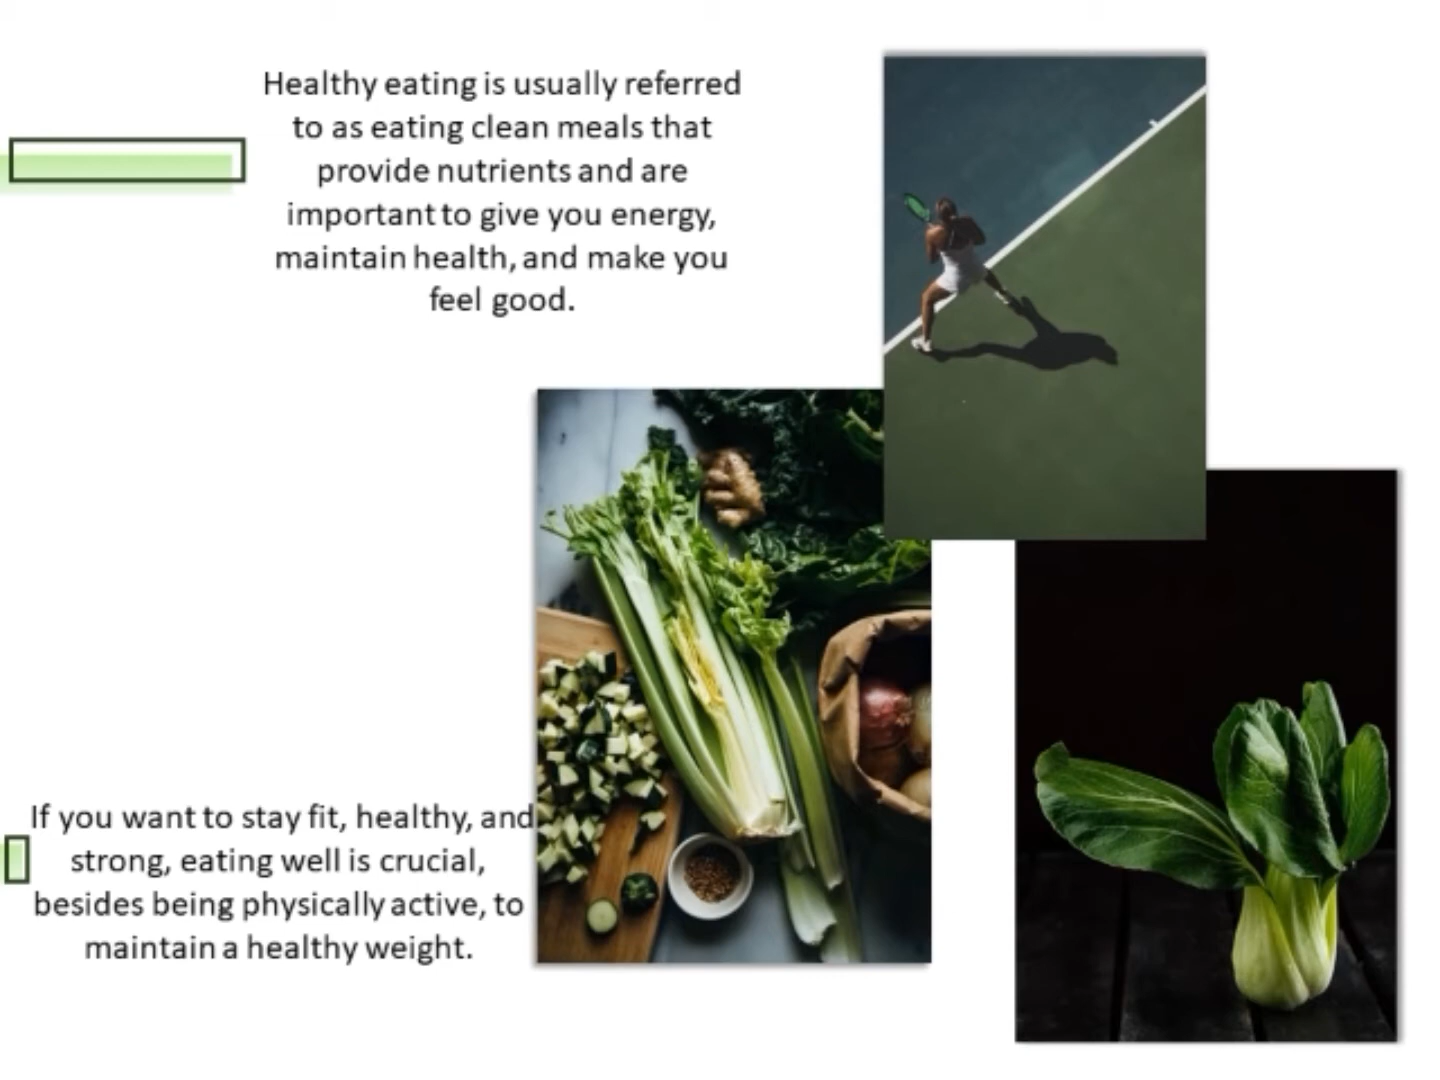 Healthy eating is usually referred
to as eating clean meals that
provide nutrients and are
important to give you energy,
maintain health, and make you
feel good.
If you want to stay fit, healthy, and
strong, eating well is crucial,
besides being physically active, to
maintain a healthy weight.